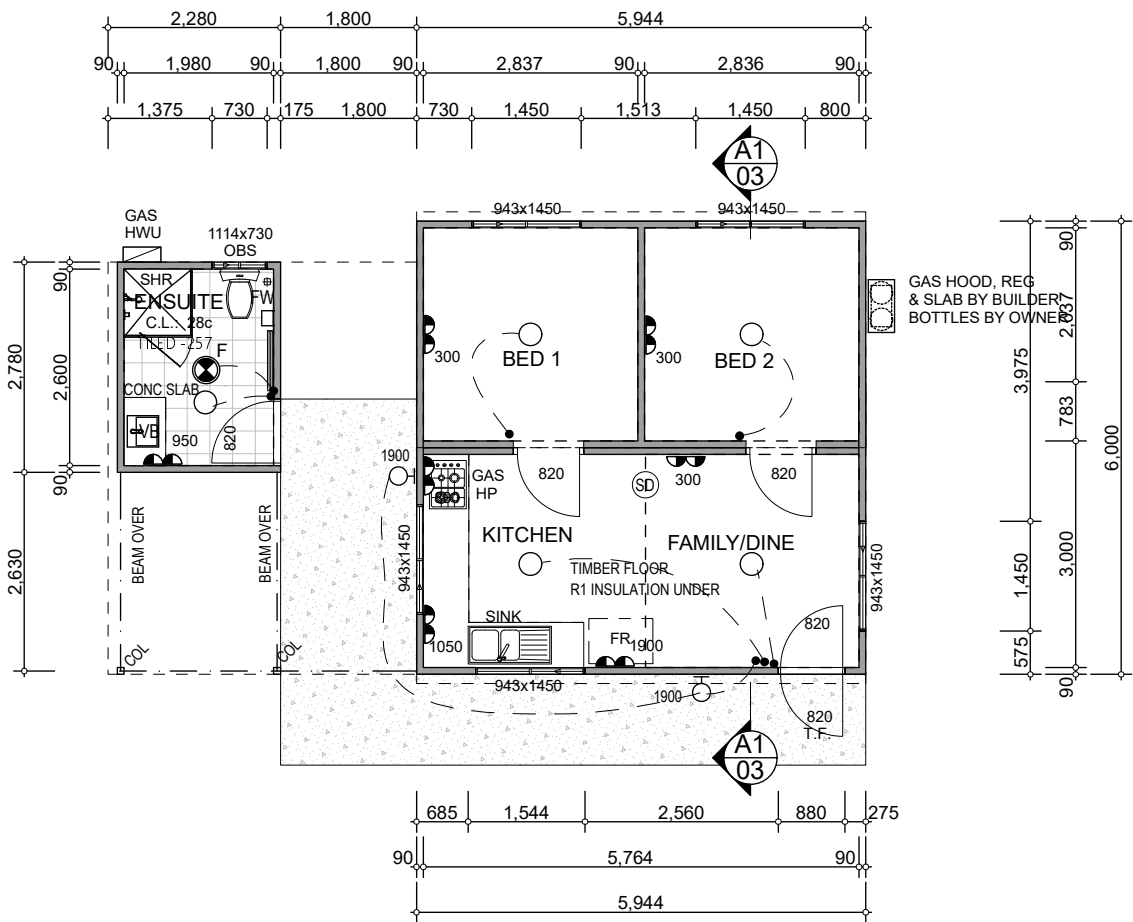 2,280 1,800 5,944
90 1,980 90 1,800 90 2,837 90 2,836 90
1,375 730 175 1,800 730 1,450 1,513 1,450 800
A1
03
943x1450 943x1450
GAS
HWU
1114x730
OBS
SHR
ENSUITE
FW
C.L.: 28c
TILED -257
F
CONC SLAB
VB
950
820
2,780
2,630
90
2,600
90
BEAM OVER
BEAM OVER
COL
COL
300
BED 1
300
BED 2
GAS HOOD, REG
& SLAB BY BUILDER
BOTTLES BY OWNER
90
2,837
783
3,000
90
3,975
1,450
575
6,000
1900
GAS
HP
820
SD
300
820
KITCHEN
FAMILY/DINE
943x1450
943x1450
TIMBER FLOOR
R1 INSULATION UNDER
SINK
FR
1900
1050
820
943x1450
1900
820
T.F.
A1
03
685 1,544 2,560 880 275
90 5,764 90
5,944